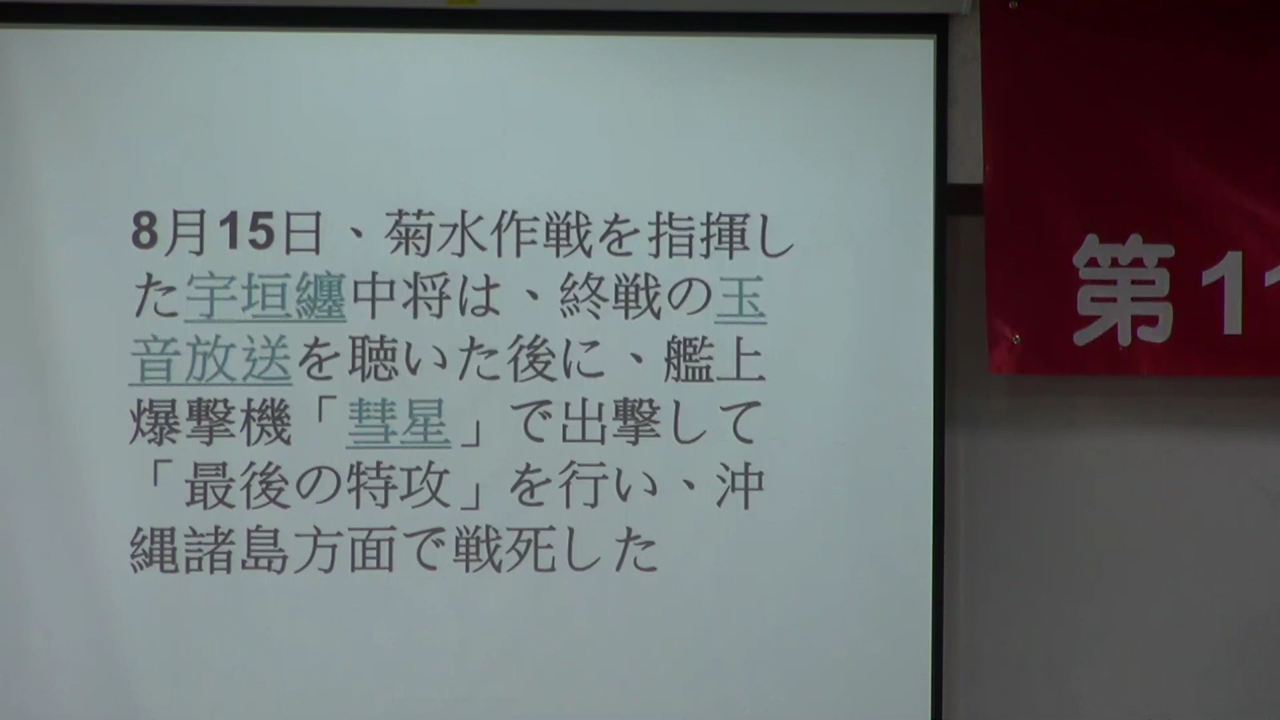 8月15日、菊水作戦を指揮し
た宇垣纏中将は、終戦の玉
音放送を聴いた後に、艦上
爆撃機「彗星」で出撃して
「最後の特攻」を行い、沖
縄諸島方面で戦死した
第11